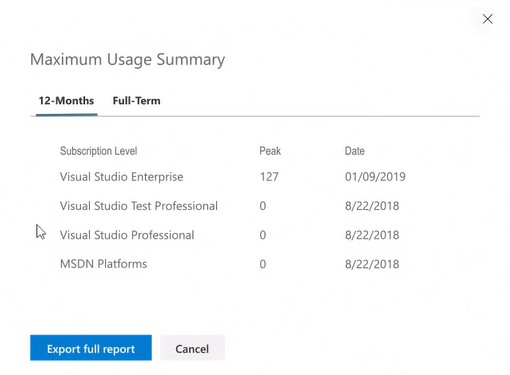 Maximum Usage Summary
12-Months Full-Term
Subscription Level Peak Date
Visual Studio Enterprise 127 01/09/2019
Visual Studio Test Professional 0 8/22/2018
Visual Studio Professional 0 8/22/2018
MSDN Platforms 0 8/22/2018
Export full report Cancel